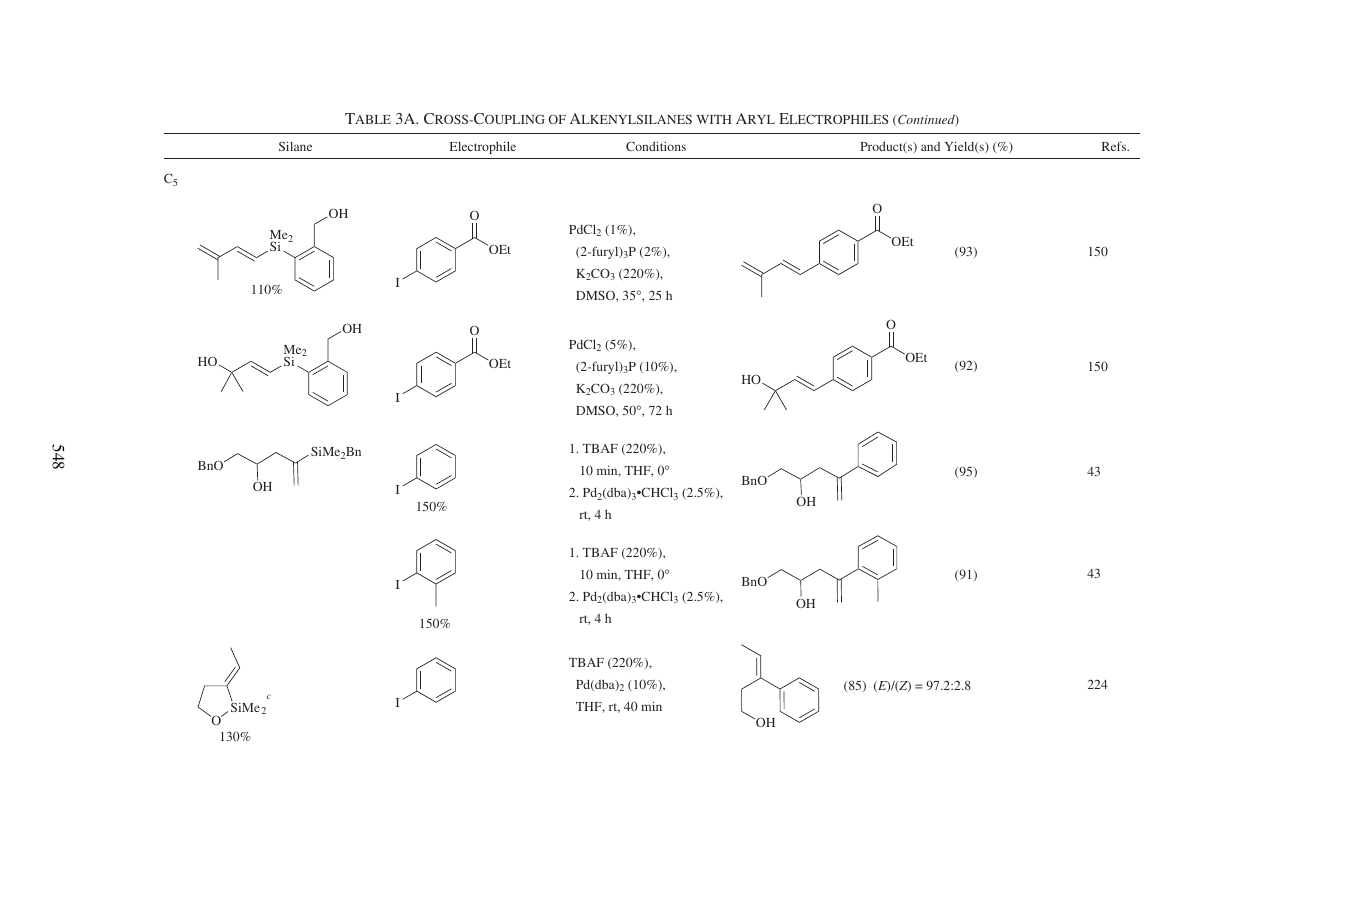 TABLE 3A. CROSS-COUPLING OF ALKENYLSILANES WITH ARYL ELECTROPHILES (Continued)
Silane Electrophile Conditions Product(s) and Yield(s) (%) Refs.
C5
OH
Me2
Si
110%
O
OEt
I
PdCl2 (1%),
(2-furyl)3P (2%),
K2CO3 (220%),
DMSO, 35°, 25 h
O
OEt
(93)
150
OH
Me2
HO
Si
O
OEt
I
PdCl2 (5%),
(2-furyl)3P (10%),
K2CO3 (220%),
DMSO, 50°, 72 h
O
OEt
HO
(92)
150
SiMe2Bn
BnO
OH
I
150%
1. TBAF (220%),
10 min, THF, 0°
2. Pd2(dba)3•CHCl3 (2.5%),
rt, 4 h
BnO
OH
(95)
43
I
150%
1. TBAF (220%),
10 min, THF, 0°
2. Pd2(dba)3•CHCl3 (2.5%),
rt, 4 h
BnO
OH
(91)
43
c
SiMe2
O
130%
I
TBAF (220%),
Pd(dba)2 (10%),
THF, rt, 40 min
OH
(85) (E)/(Z) = 97.2:2.8
224
548